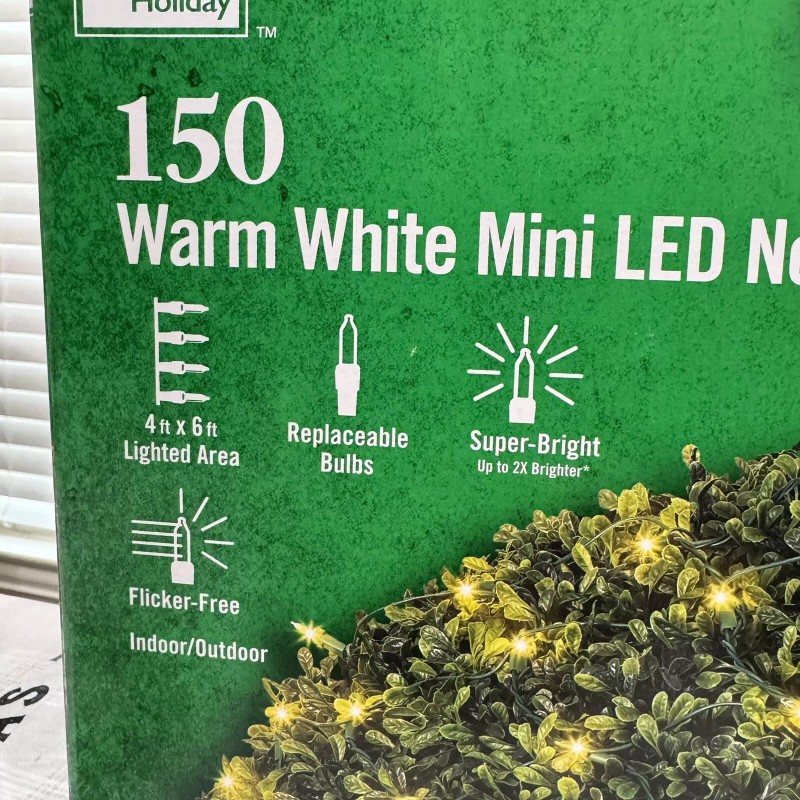 Holiday
TM
150
Warm White Mini LED
4 ft x 6 ft
Lighted Area
Replaceable
Bulbs
Super-Bright
Up to 2X Brighter*
Flicker-Free
Indoor/Outdoor